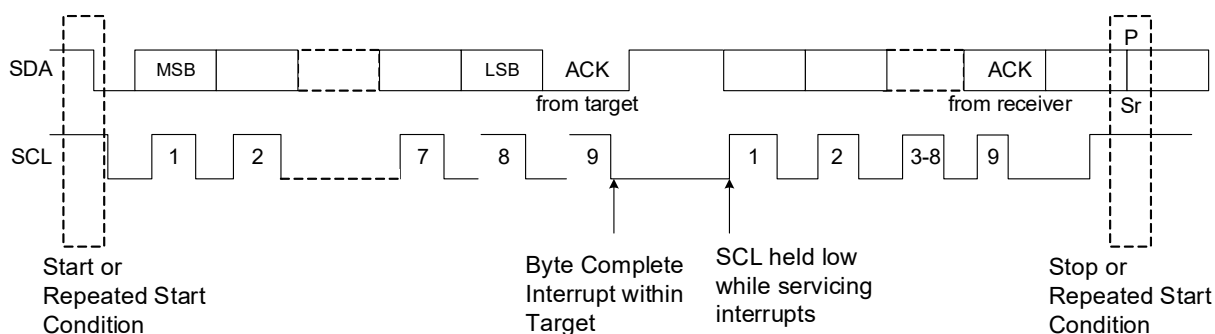 P
SDA MSB LSB ACK ACK
from target from receiver Sr
SCL 1 2 7 8 9 1 2 3-8 9
Start or
Repeated Start
Condition
Byte Complete
Interrupt within
Target
SCL held low
while servicing
interrupts
Stop or
Repeated Start
Condition